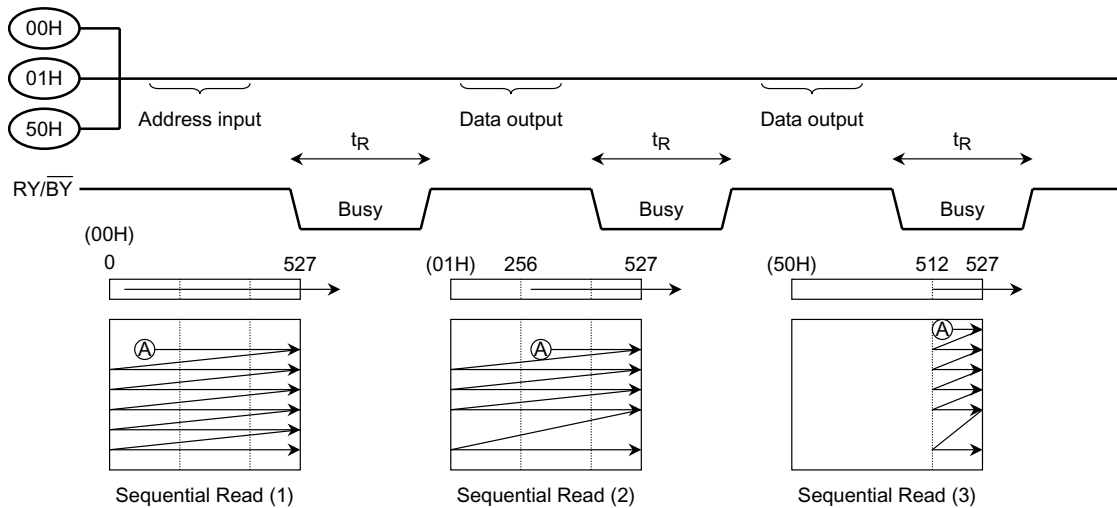 00H
01H
50H
Address input
Data output
Data output
tR
tR
tR
RY/B̅Y̅
Busy
Busy
Busy
(00H)
0
527
(01H)
256
527
(50H)
512
527
A
A
A
Sequential Read (1)
Sequential Read (2)
Sequential Read (3)